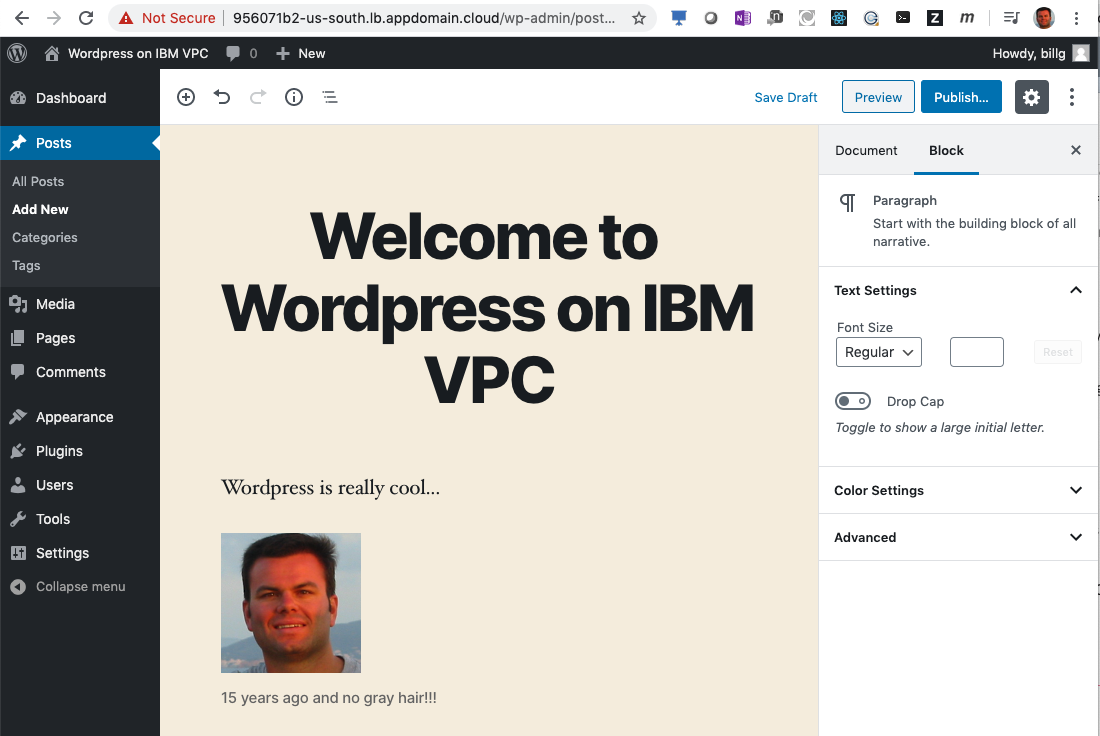 Not Secure 956071b2-us-south.lb.appdomain.cloud/wp-admin/post...
Wordpress on IBM VPC 0 New Howdy, billg
Dashboard
Posts
All Posts
Add New
Categories
Tags
Media
Pages
Comments
Appearance
Plugins
Users
Tools
Settings
Collapse menu
Save Draft Preview Publish...
Welcome to
Wordpress on IBM
VPC
Wordpress is really cool...
15 years ago and no gray hair!!!
Document Block
Paragraph
Start with the building block of all
narrative.
Text Settings
Font Size
Regular Reset
Drop Cap
Toggle to show a large initial letter.
Color Settings
Advanced